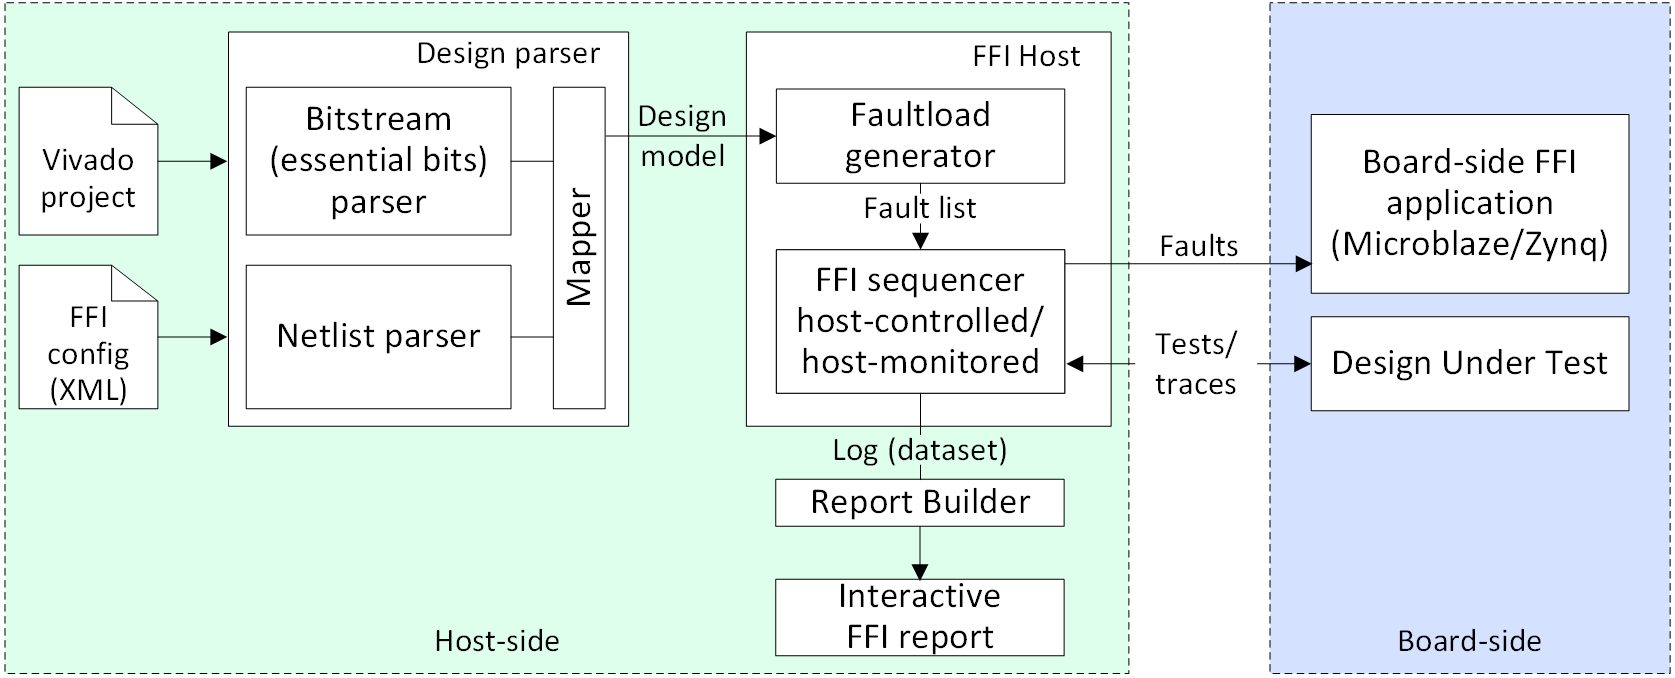 Design parser
Vivado
project
Bitstream
(essential bits)
parser
Mapper
FFI
config
(XML)
Netlist parser
Design
model
FFI Host
Faultload
generator
Fault list
FFI sequencer
host-controlled/
host-monitored
Log (dataset)
Report Builder
Interactive
FFI report
Host-side
Faults
Tests/
traces
Board-side FFI
application
(Microblaze/Zynq)
Design Under Test
Board-side